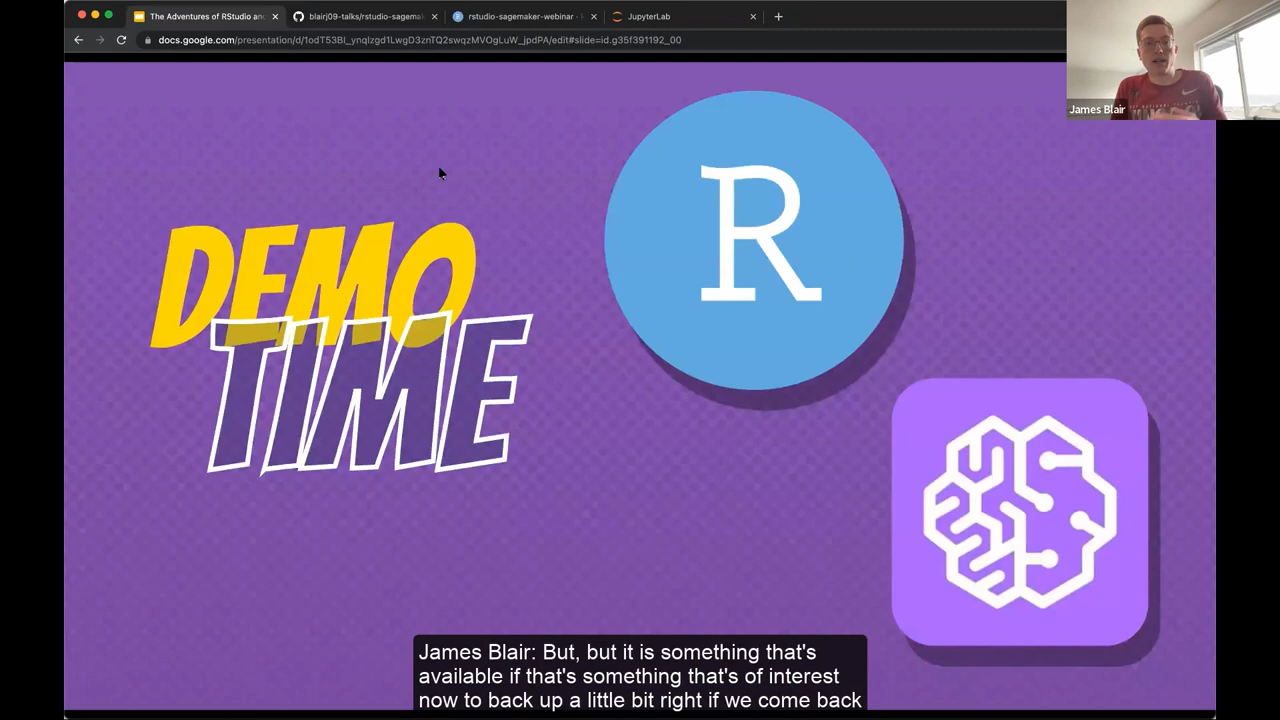 The Adventures of RStudio and
blairj09-talks/rstudio-sagemak
rstudio-sagemaker-webinar -
JupyterLab
docs.google.com/presentation/d/1odT53Bl_ynqlzgd1LwgD3znTQ2swqzMVOgLuW_jpdPA/edit#slide=id.g35f391192_00
James Blair
R
DEMO
TIME
James Blair: But, but it is something that's
available if that's something that's of interest
now to back up a little bit right if we come back